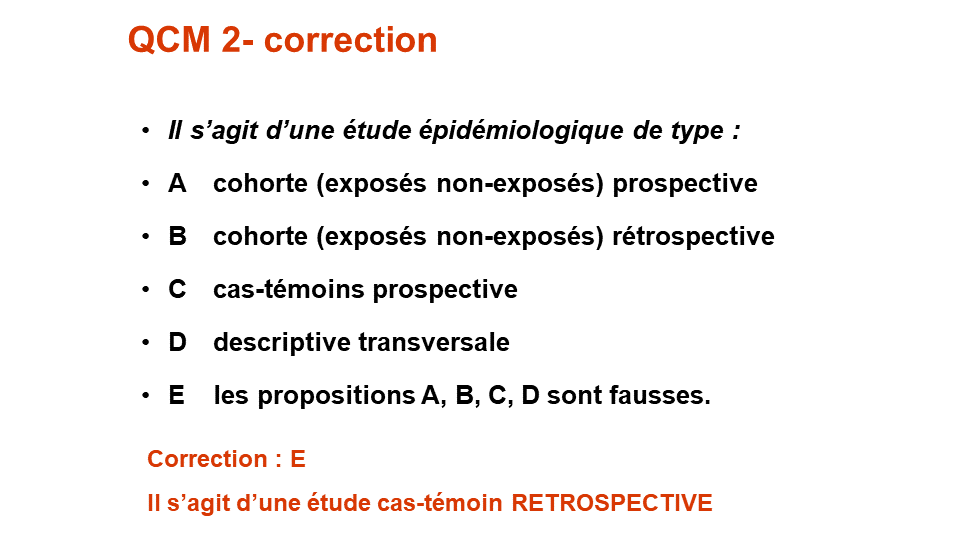 QCM 2- correction
• Il s’agit d’une étude épidémiologique de type :
• A cohorte (exposés non-exposés) prospective
• B cohorte (exposés non-exposés) rétrospective
• C cas-témoins prospective
• D descriptive transversale
• E les propositions A, B, C, D sont fausses.
Correction : E
Il s’agit d’une étude cas-témoin RETROSPECTIVE